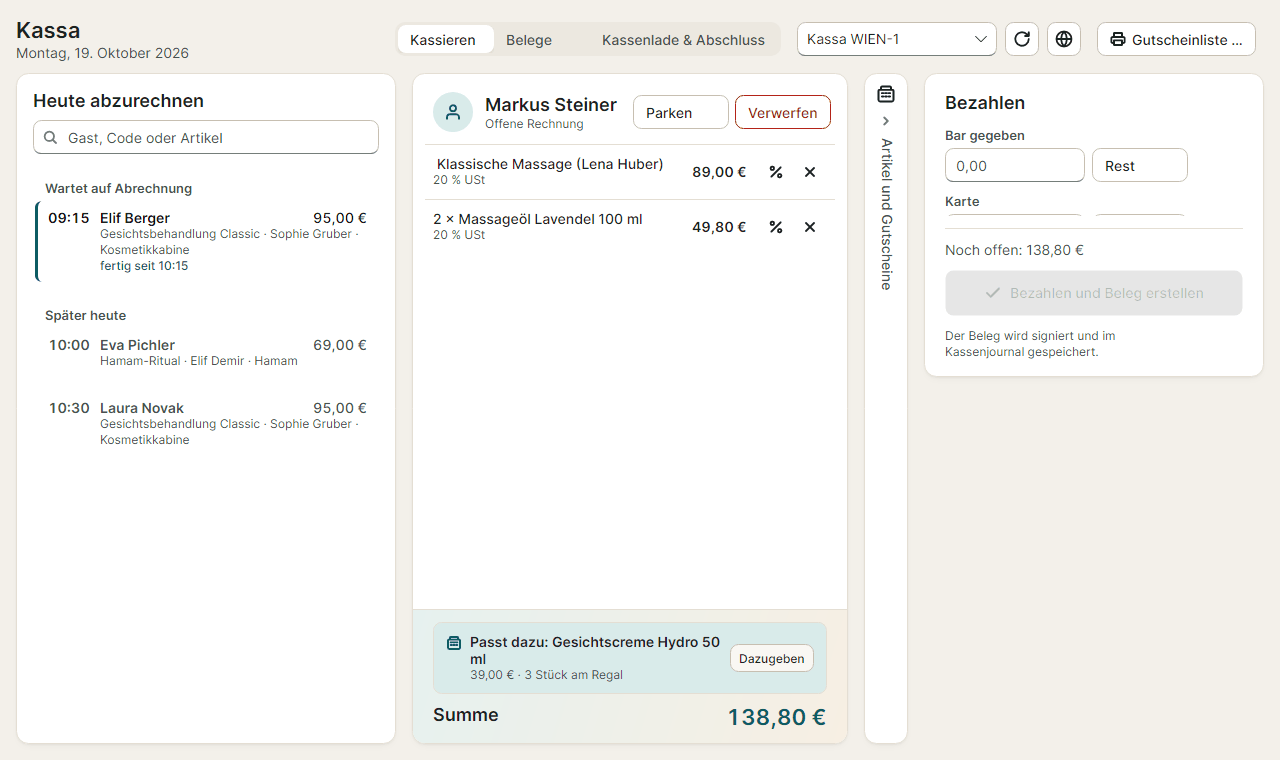 Kassa
Montag, 19. Oktober 2026
Kassieren
Belege
Kassenlade & Abschluss
Kassa WIEN-1
Gutscheinliste ...
Heute abzurechnen
Gast, Code oder Artikel
Wartet auf Abrechnung
09:15 Elif Berger 95,00 €
Gesichtsbehandlung Classic · Sophie Gruber ·
Kosmetikkabine
fertig seit 10:15
Später heute
10:00 Eva Pichler 69,00 €
Hamam-Ritual · Elif Demir · Hamam
10:30 Laura Novak 95,00 €
Gesichtsbehandlung Classic · Sophie Gruber ·
Kosmetikkabine
Markus Steiner
Offene Rechnung
Parken
Verwerfen
Klassische Massage (Lena Huber) 89,00 €
20 % USt
2 × Massageöl Lavendel 100 ml 49,80 €
20 % USt
Passt dazu: Gesichtscreme Hydro 50
ml
39,00 € · 3 Stück am Regal
Dazugeben
Summe 138,80 €
Artikel und Gutscheine
Bezahlen
Bar gegeben
0,00
Rest
Karte
Noch offen: 138,80 €
Bezahlen und Beleg erstellen
Der Beleg wird signiert und im
Kassenjournal gespeichert.